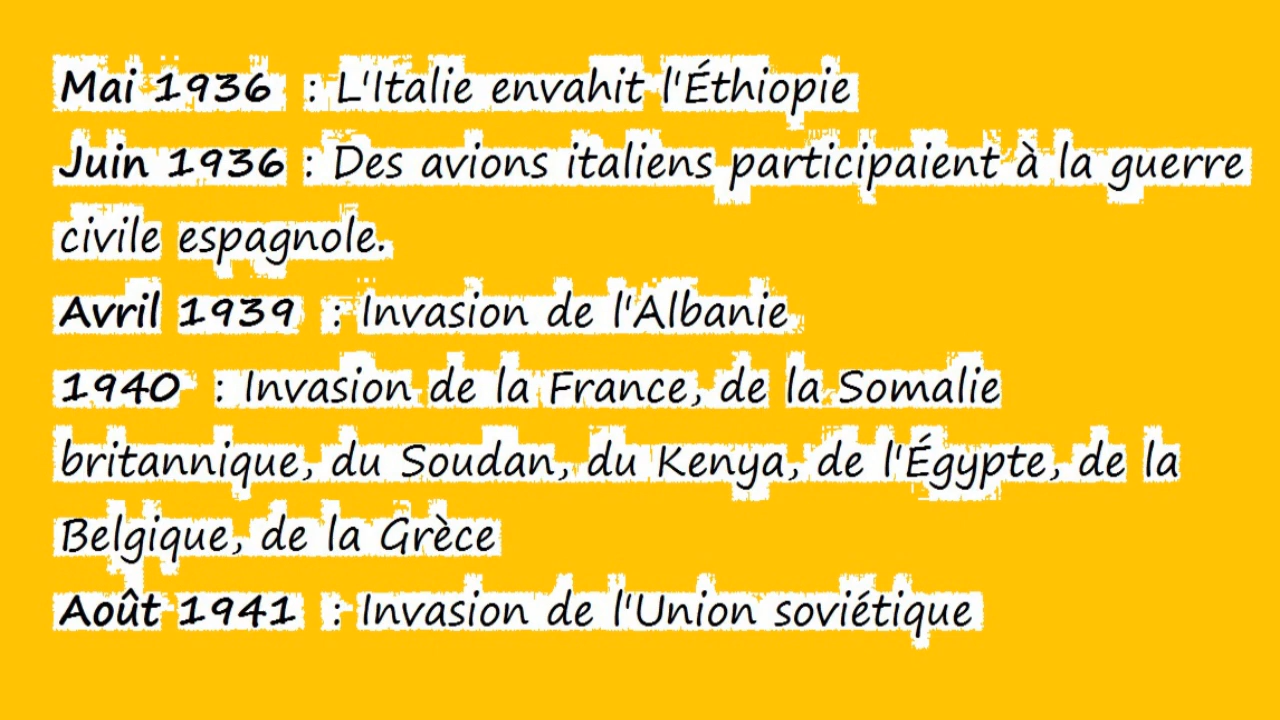 Mai 1936 : L'Italie envahit l'Éthiopie
Juin 1936 : Des avions italiens participaient à la guerre
civile espagnole.
Avril 1939 : Invasion de l'Albanie
1940 : Invasion de la France, de la Somalie
britannique, du Soudan, du Kenya, de l'Égypte, de la
Belgique, de la Grèce
Août 1941 : Invasion de l'Union soviétique